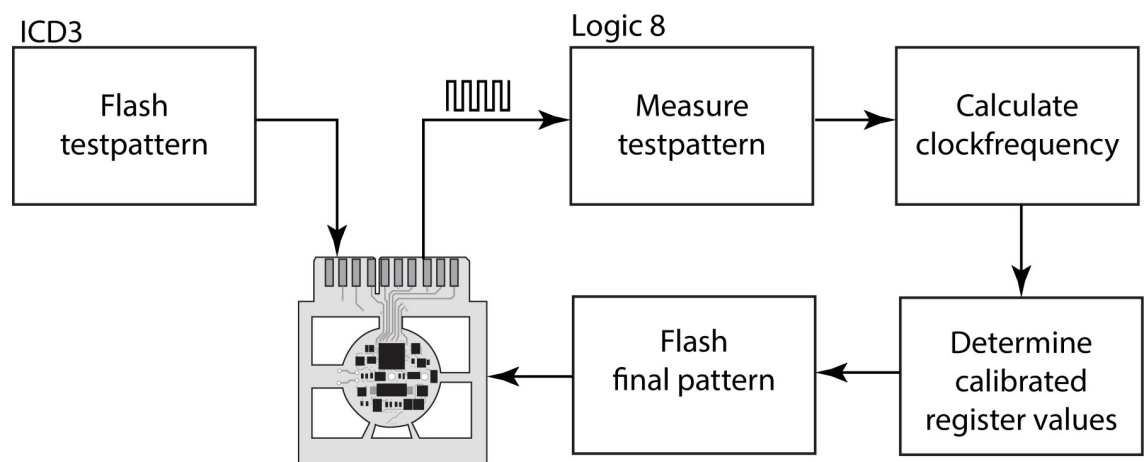 ICD3
Flash
testpattern
Logic 8
Measure
testpattern
Calculate
clockfrequency
Determine
calibrated
register values
Flash
final pattern